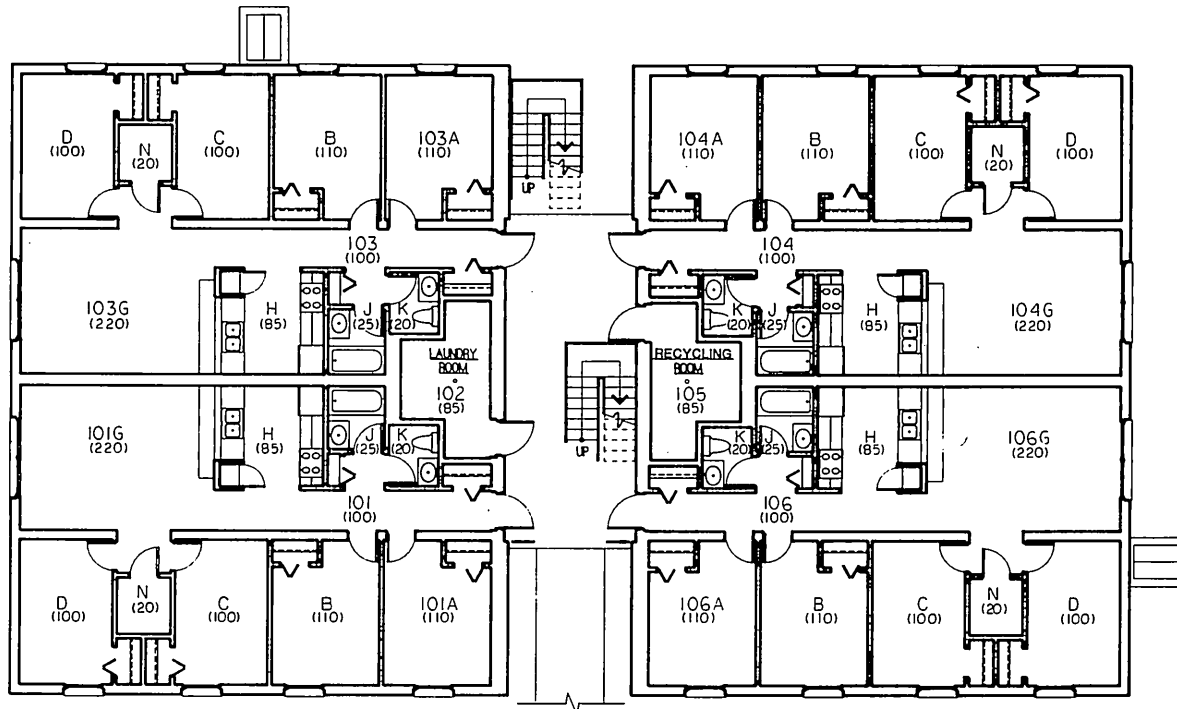 D
(100)
N
(20)
C
(100)
B
(110)
103A
(110)
UP
104A
(110)
B
(110)
C
(100)
N
(20)
D
(100)
103
(100)
104
(100)
103G
(220)
H
(85)
J
(25)
K
(20)
K
(20)
J
(25)
H
(85)
104G
(220)
LAUNDRY
ROOM
102
(85)
RECYCLING
ROOM
105
(85)
101G
(220)
H
(85)
J
(25)
K
(20)
UP
K
(20)
J
(25)
H
(85)
106G
(220)
101
(100)
106
(100)
D
(100)
N
(20)
C
(100)
B
(110)
101A
(110)
106A
(110)
B
(110)
C
(100)
N
(20)
D
(100)